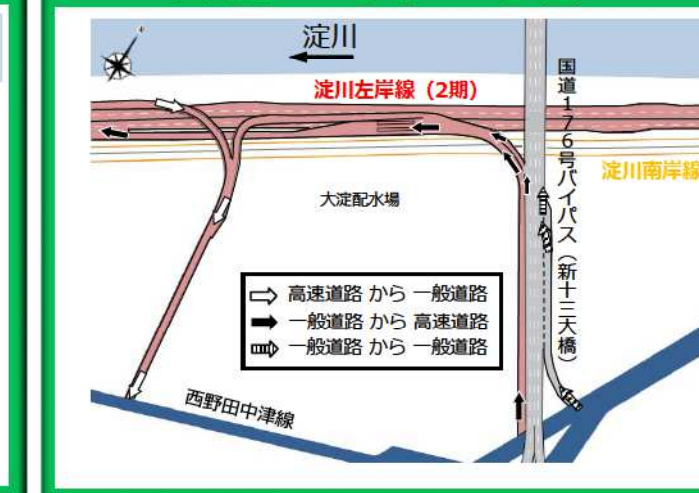 淀川
淀川左岸線（2期）
国道176号バイパス（新十三大橋）
淀川南岸線
大淀配水場
高速道路 から 一般道路
一般道路 から 高速道路
一般道路 から 一般道路
西野田中津線